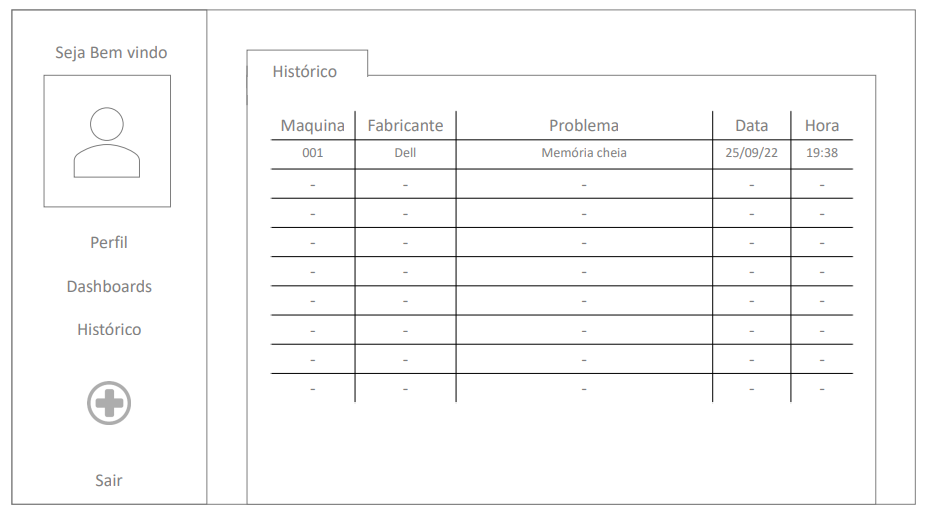 Seja Bem vindo
Perfil
Dashboards
Histórico
Sair
Histórico
Maquina Fabricante Problema Data Hora
001 Dell Memória cheia 25/09/22 19:38
- - - - -
- - - - -
- - - - -
- - - - -
- - - - -
- - - - -
- - - - -
- - - - -